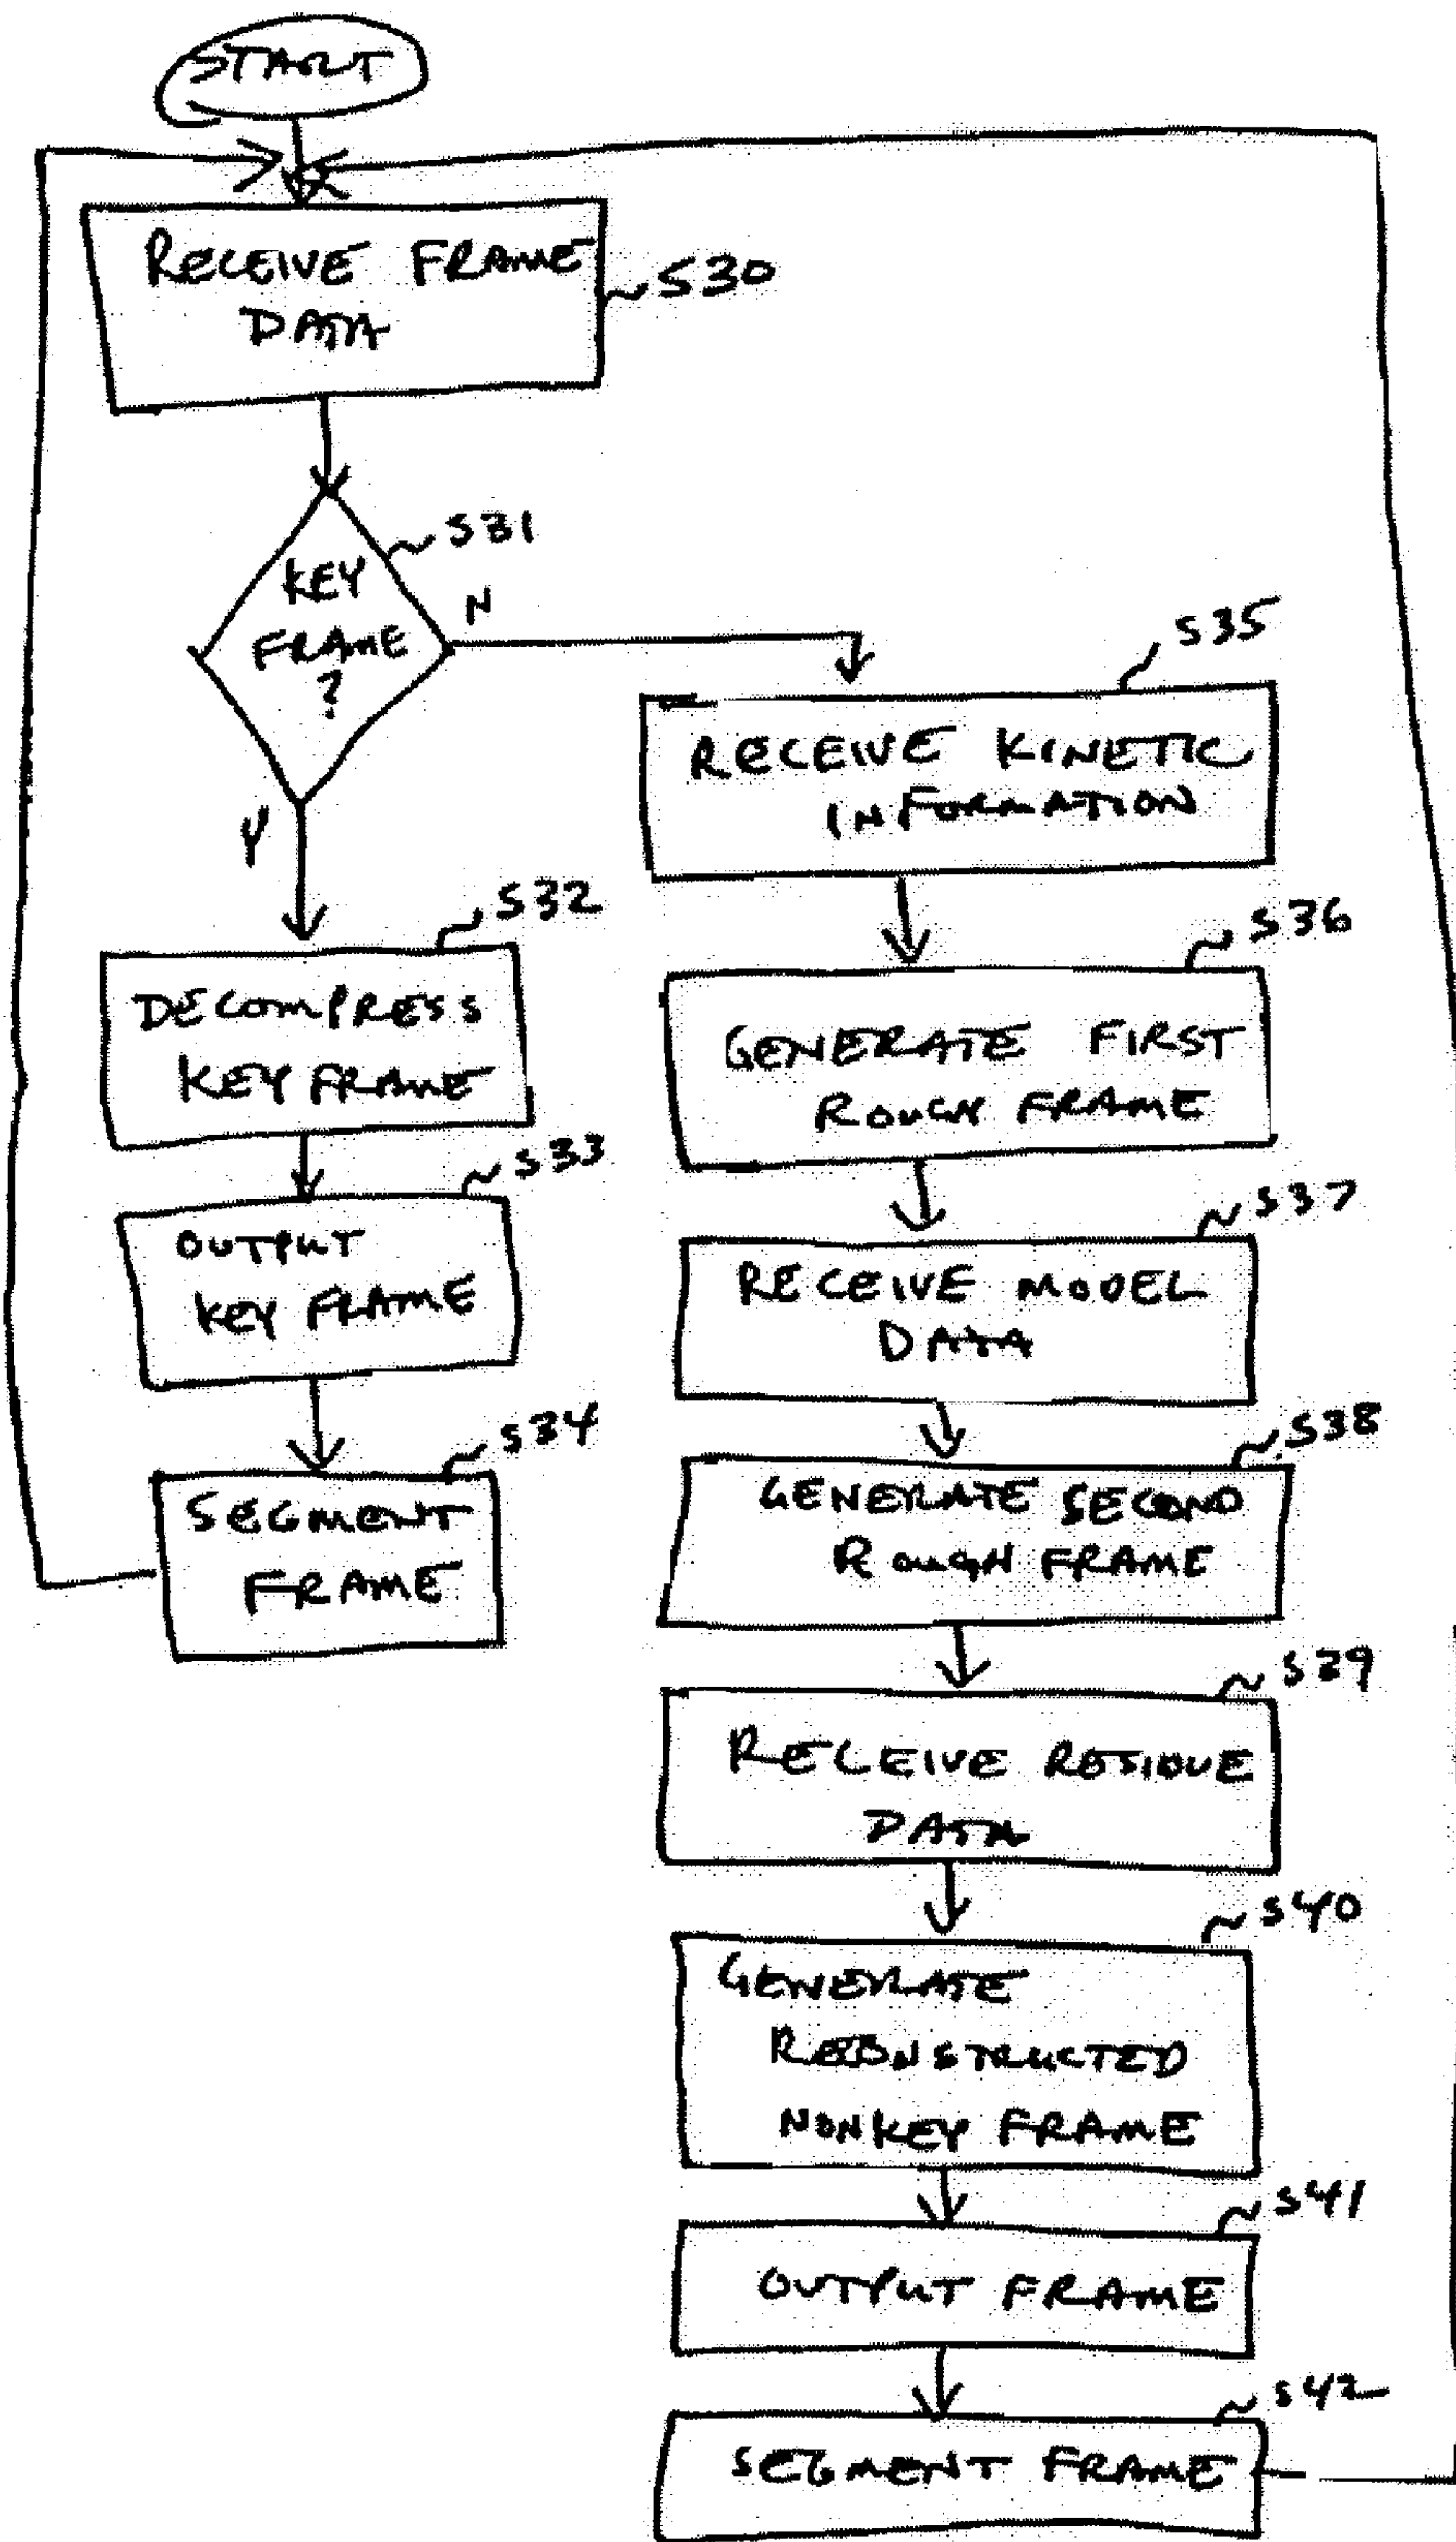 START
RECEIVE FRAME
DATA
S30
S31
KEY
FRAME
?
N
Y
S32
DECOMPRESS
KEY FRAME
S33
OUTPUT
KEY FRAME
S34
SEGMENT
FRAME
S35
RECEIVE KINETIC
INFORMATION
S36
GENERATE FIRST
ROUGH FRAME
S37
RECEIVE MODEL
DATA
S38
GENERATE SECOND
ROUGH FRAME
S39
RECEIVE RESIDUE
DATA
S40
GENERATE
RECONSTRUCTED
NONKEY FRAME
S41
OUTPUT FRAME
S42
SEGMENT FRAME